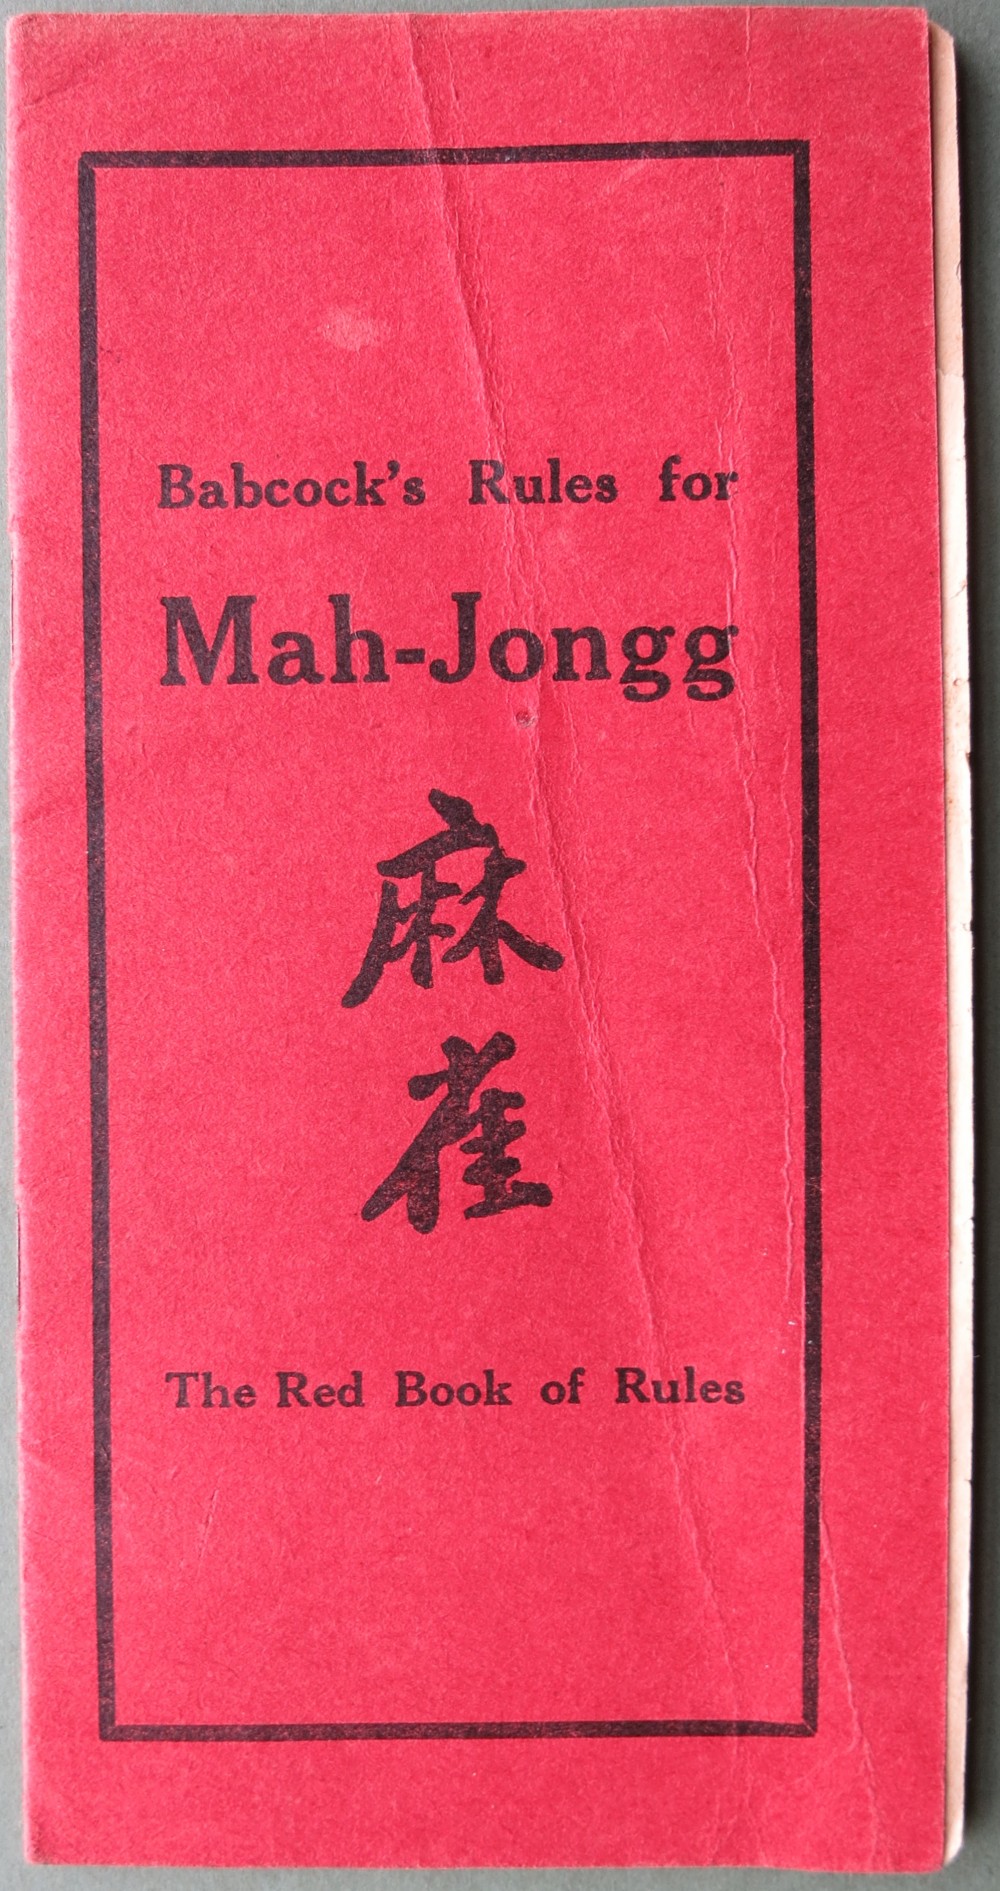 Babcock's Rules for
Mah-Jongg
麻
雀
The Red Book of Rules